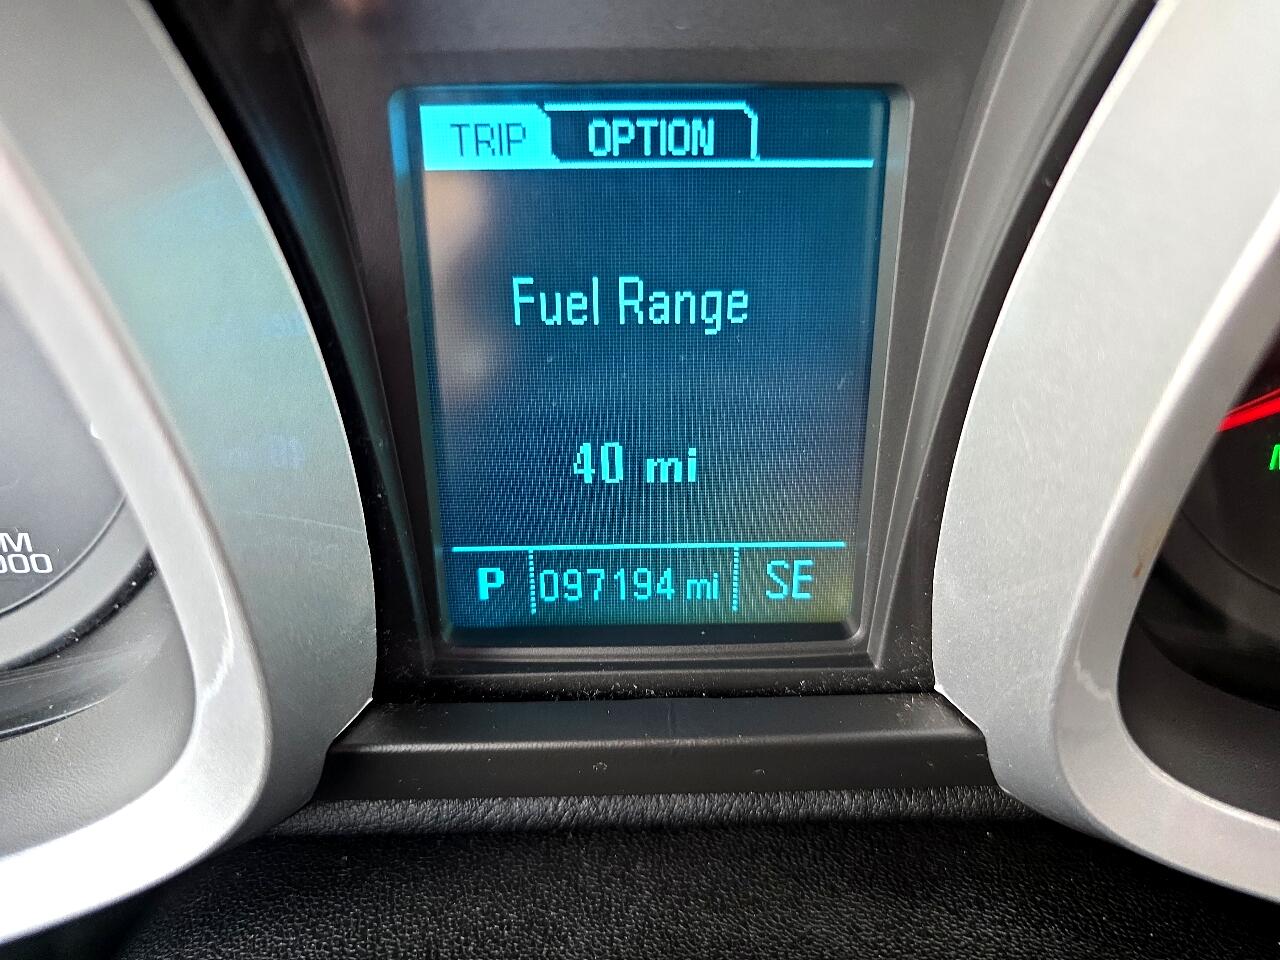 TRIP OPTION
Fuel Range
40 mi
P 097194 mi SE